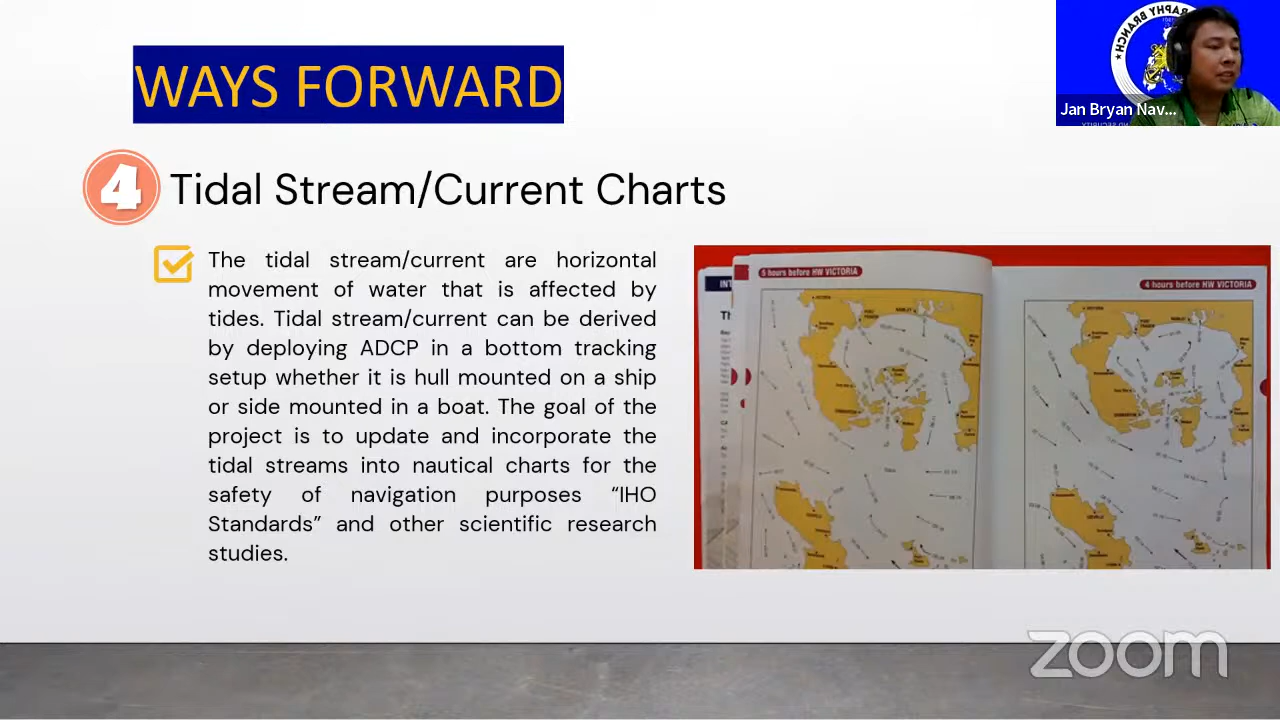 WAYS FORWARD
RAPHY BRANCH
Jan Bryan Nav...
4 Tidal Stream/Current Charts
The tidal stream/current are horizontal
movement of water that is affected by
tides. Tidal stream/current can be derived
by deploying ADCP in a bottom tracking
setup whether it is hull mounted on a ship
or side mounted in a boat. The goal of the
project is to update and incorporate the
tidal streams into nautical charts for the
safety of navigation purposes “IHO
Standards” and other scientific research
studies.
5 hours before HW VICTORIA
4 hours before HW VICTORIA
zoom